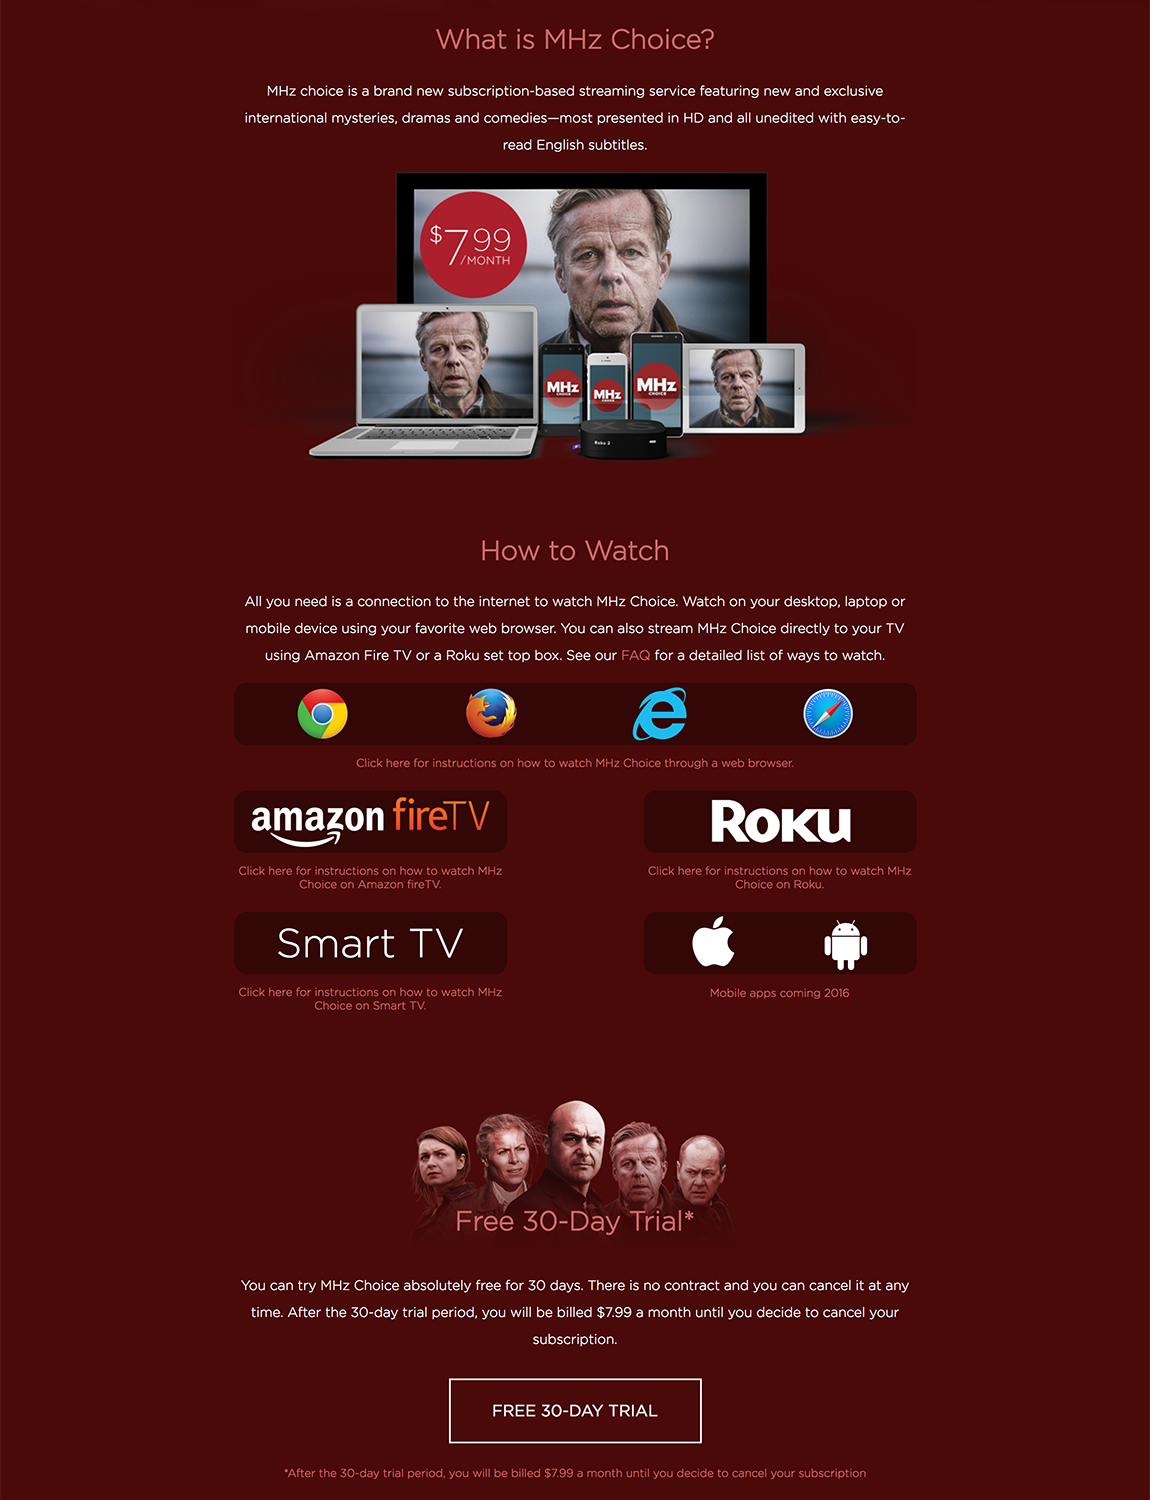 What is MHz Choice?
MHz choice is a brand new subscription-based streaming service featuring new and exclusive
international mysteries, dramas and comedies—most presented in HD and all unedited with easy-to-
read English subtitles.
$7.99
/MONTH
MHz
CHOICE
MHz
CHOICE
MHz
CHOICE
Roku 2
How to Watch
All you need is a connection to the internet to watch MHz Choice. Watch on your desktop, laptop or
mobile device using your favorite web browser. You can also stream MHz Choice directly to your TV
using Amazon Fire TV or a Roku set top box. See our FAQ for a detailed list of ways to watch.
Click here for instructions on how to watch MHz Choice through a web browser.
amazon fireTV
Roku
Click here for instructions on how to watch MHz
Choice on Amazon fireTV.
Click here for instructions on how to watch MHz
Choice on Roku.
Smart TV
Click here for instructions on how to watch MHz
Choice on Smart TV.
Mobile apps coming 2016
Free 30-Day Trial*
You can try MHz Choice absolutely free for 30 days. There is no contract and you can cancel it at any
time. After the 30-day trial period, you will be billed $7.99 a month until you decide to cancel your
subscription.
FREE 30-DAY TRIAL
*After the 30-day trial period, you will be billed $7.99 a month until you decide to cancel your subscription